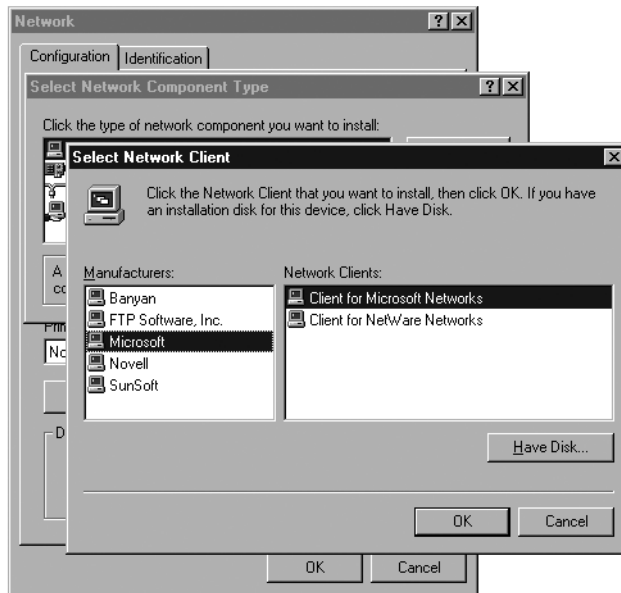 Network
Configuration
Identification
Select Network Component Type
Click the type of network component you want to install:
Select Network Client
Click the Network Client that you want to install, then click OK. If you have
an installation disk for this device, click Have Disk.
Manufacturers:
Banyan
FTP Software, Inc.
Microsoft
Novell
SunSoft
Network Clients:
Client for Microsoft Networks
Client for NetWare Networks
Have Disk...
OK
Cancel
A
OK
Cancel